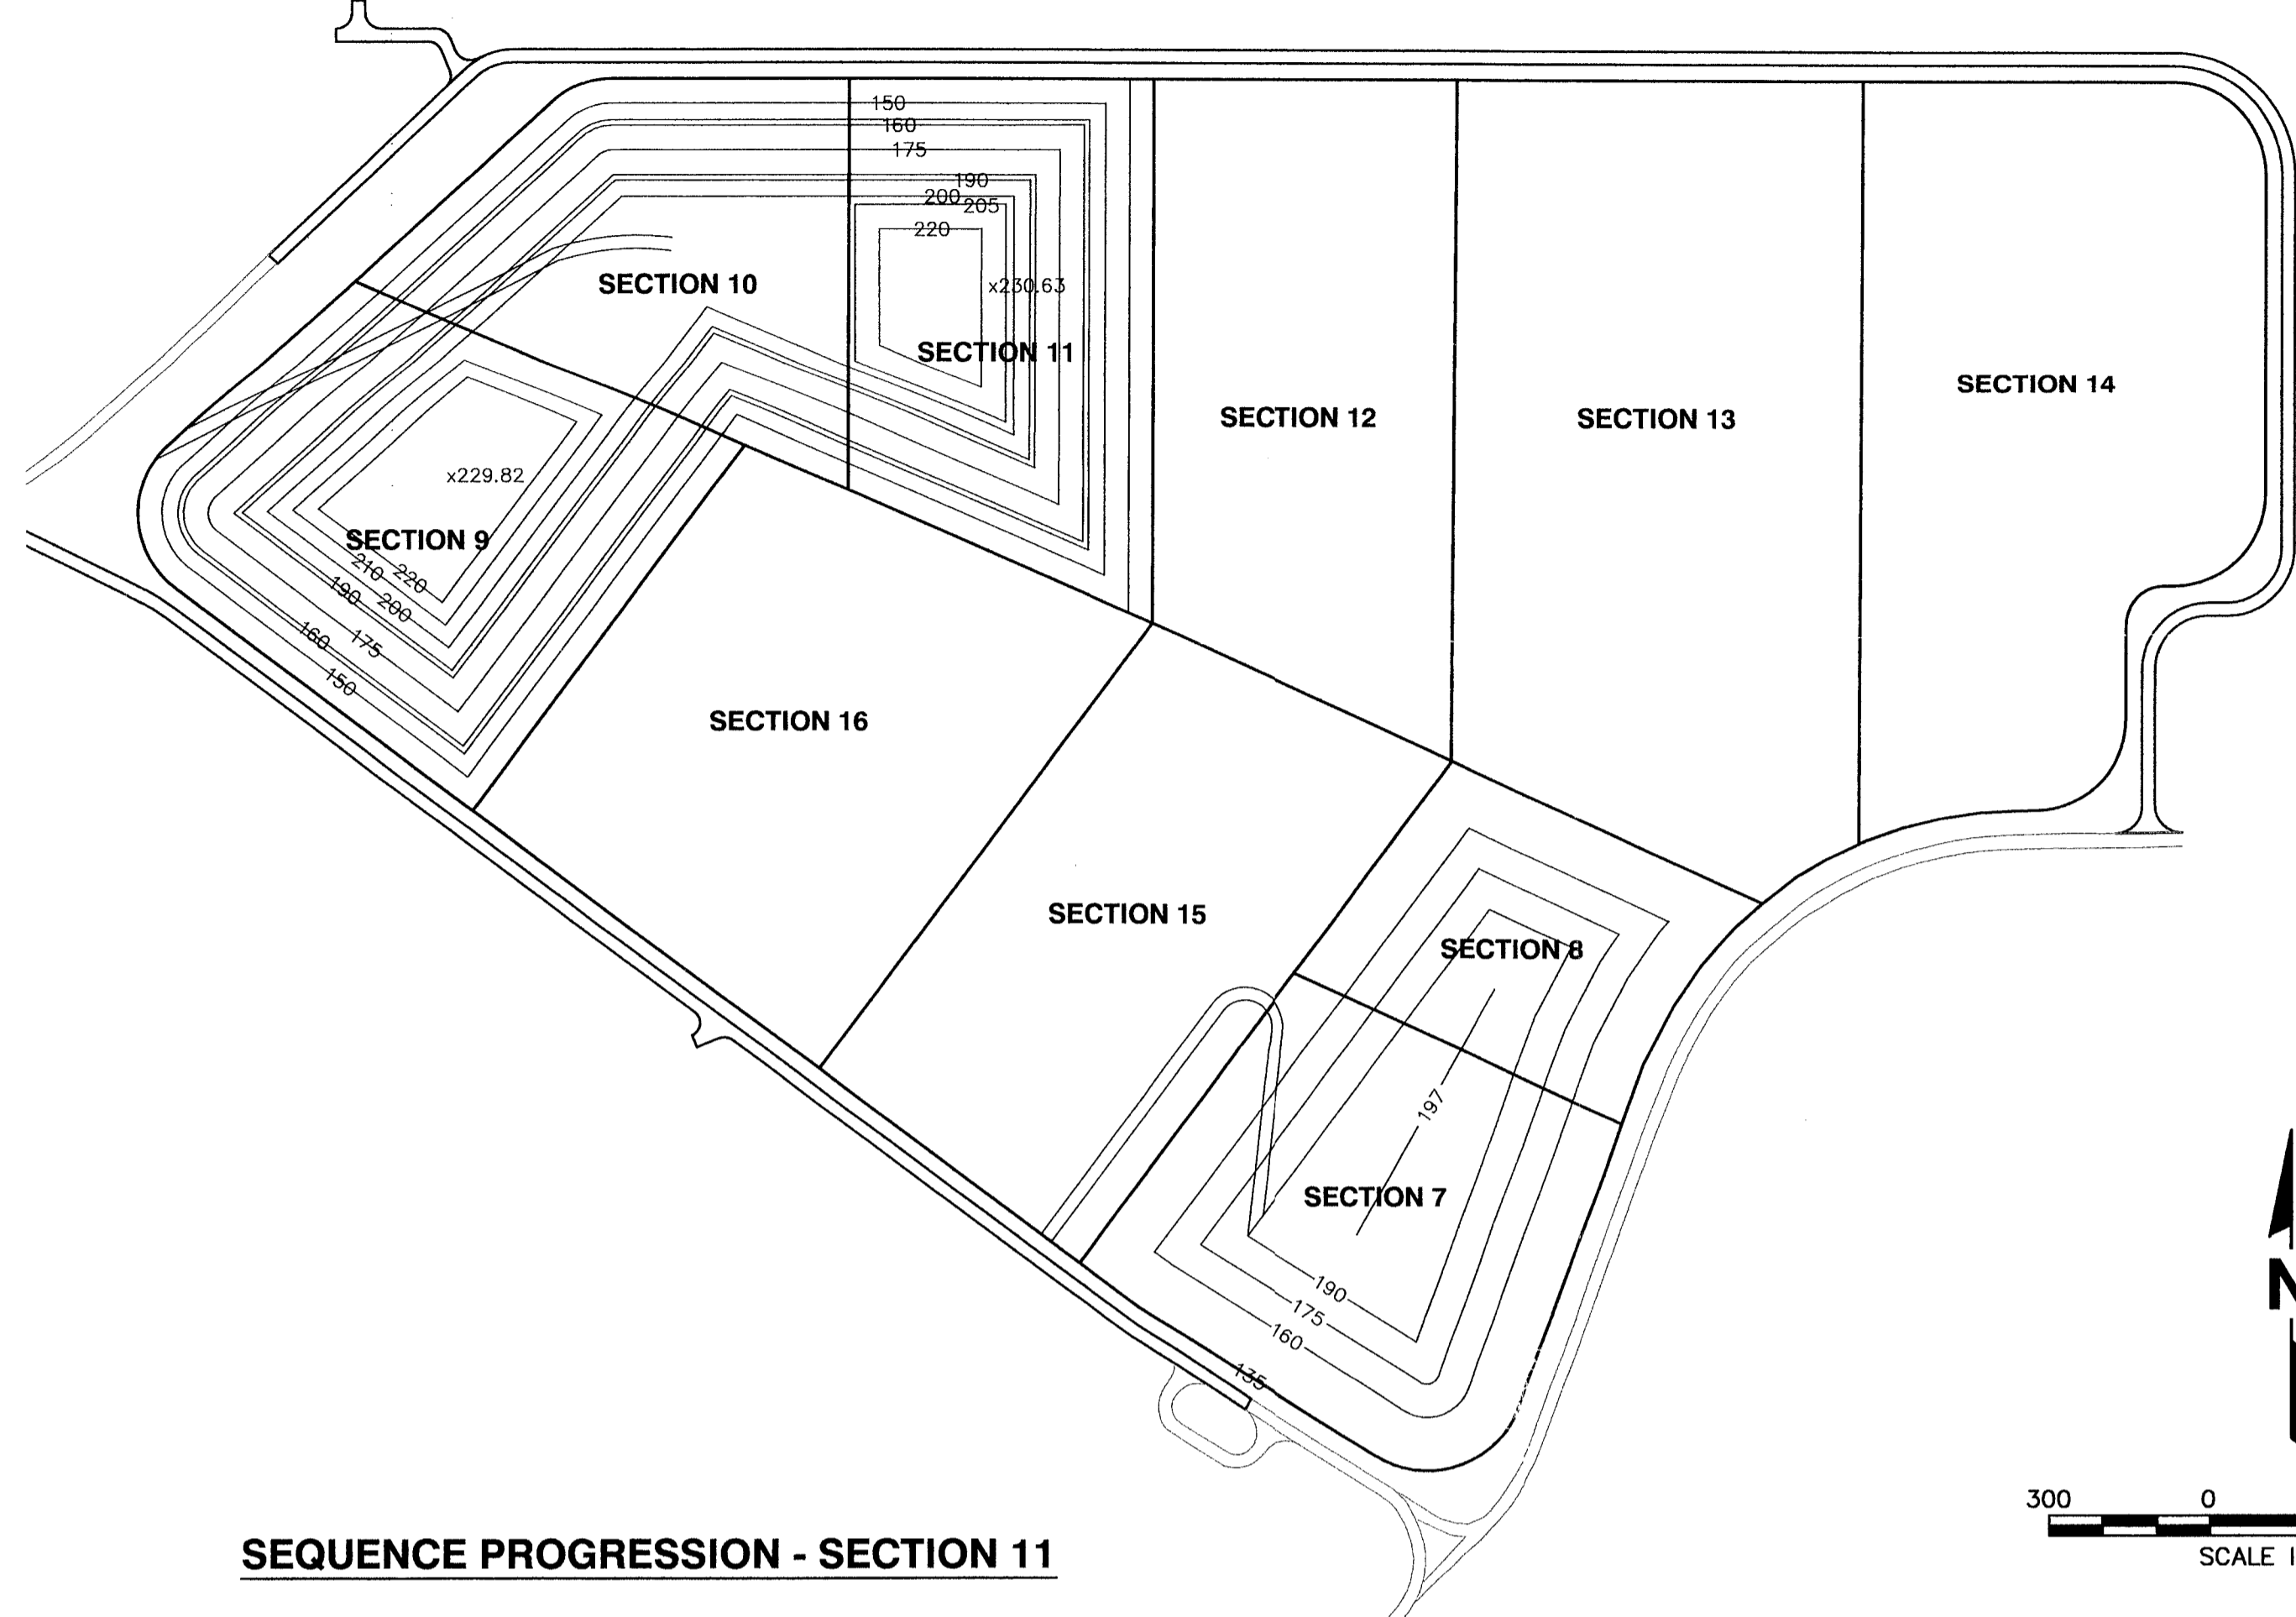 150
160
175
190
200
205
220
SECTION 10
x230.63
SECTION 11
SECTION 14
SECTION 12
SECTION 13
x229.82
SECTION 9
210
220
190
200
160
175
150
SECTION 16
SECTION 15
SECTION 8
197
SECTION 7
190
175
160
135
300 0
SCALE
SEQUENCE PROGRESSION - SECTION 11